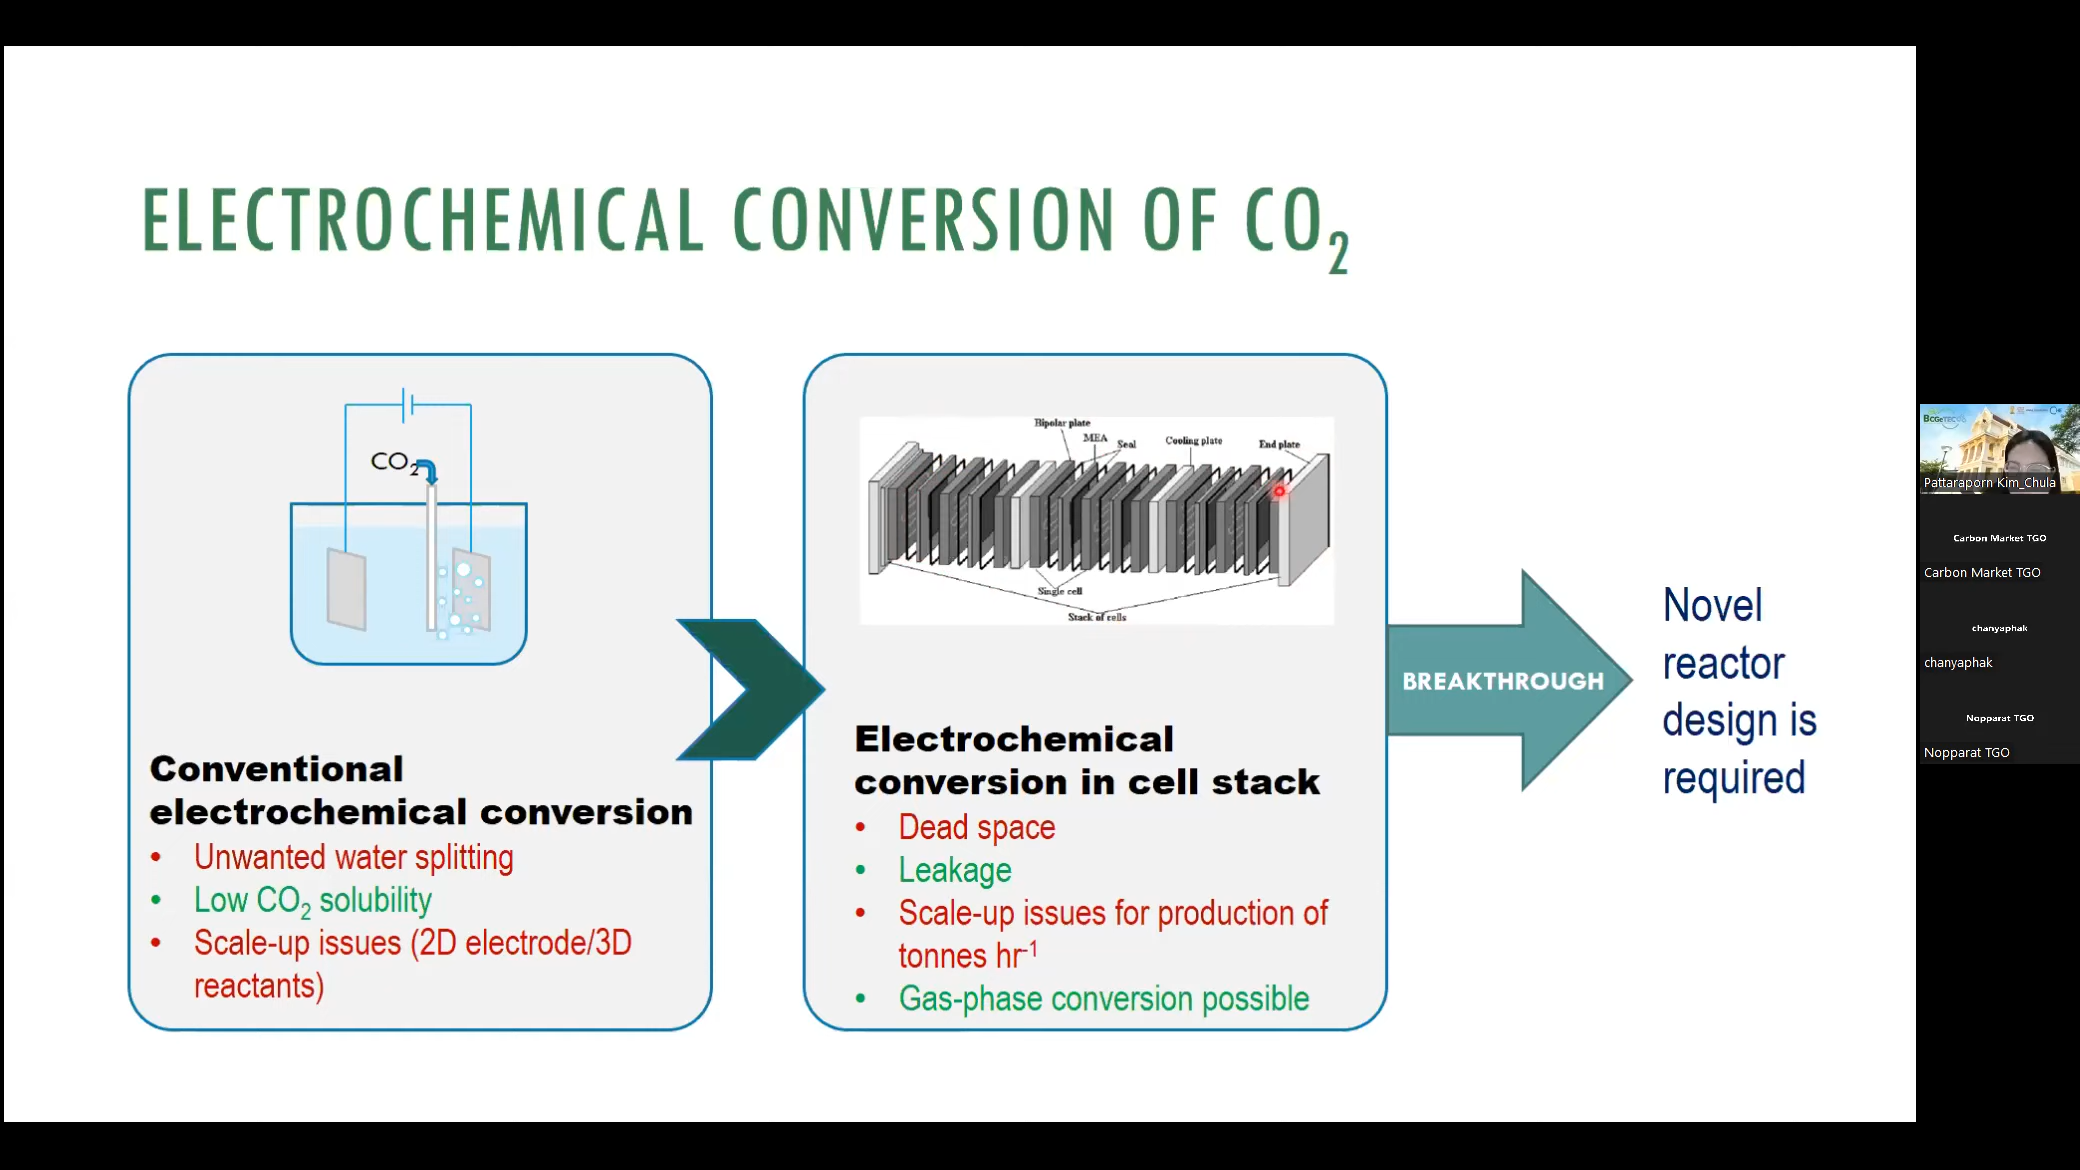 ELECTROCHEMICAL CONVERSION OF CO₂
CO₂
Conventional
electrochemical conversion
• Unwanted water splitting
• Low CO₂ solubility
• Scale-up issues (2D electrode/3D
reactants)
Bipolar plate
MEA
Seal
Cooling plate
End plate
Single cell
Stack of cells
Electrochemical
conversion in cell stack
• Dead space
• Leakage
• Scale-up issues for production of
tonnes hr⁻¹
• Gas-phase conversion possible
BREAKTHROUGH
Novel
reactor
design is
required
Pattaraporn Kim_Chula
Carbon Market TGO
Carbon Market TGO
chanyaphak
chanyaphak
Nopparat TGO
Nopparat TGO